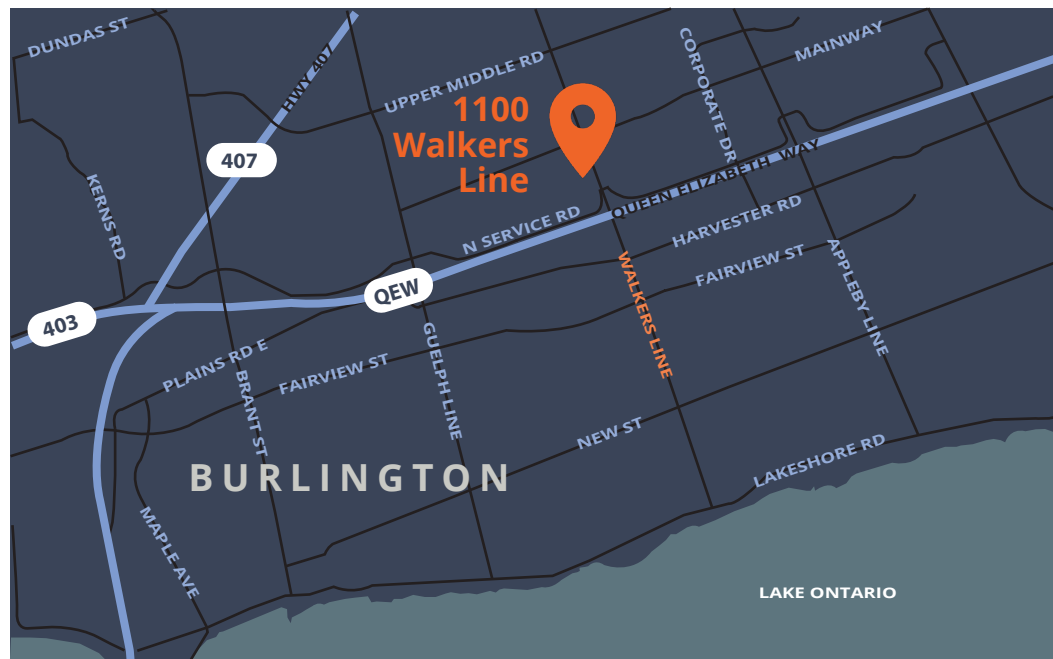 DUNDAS ST
HWY 407
UPPER MIDDLE RD
CORPORATE DR
MAINWAY
1100
Walkers
Line
407
KERNS RD
N SERVICE RD
QUEEN ELIZABETH WAY
HARVESTER RD
FAIRVIEW ST
WALKERS LINE
APPLEBY LINE
QEW
403
PLAINS RD E
FAIRVIEW ST
BRANT ST
GUELPH LINE
NEW ST
LAKESHORE RD
BURLINGTON
MAPLE AVE
LAKE ONTARIO